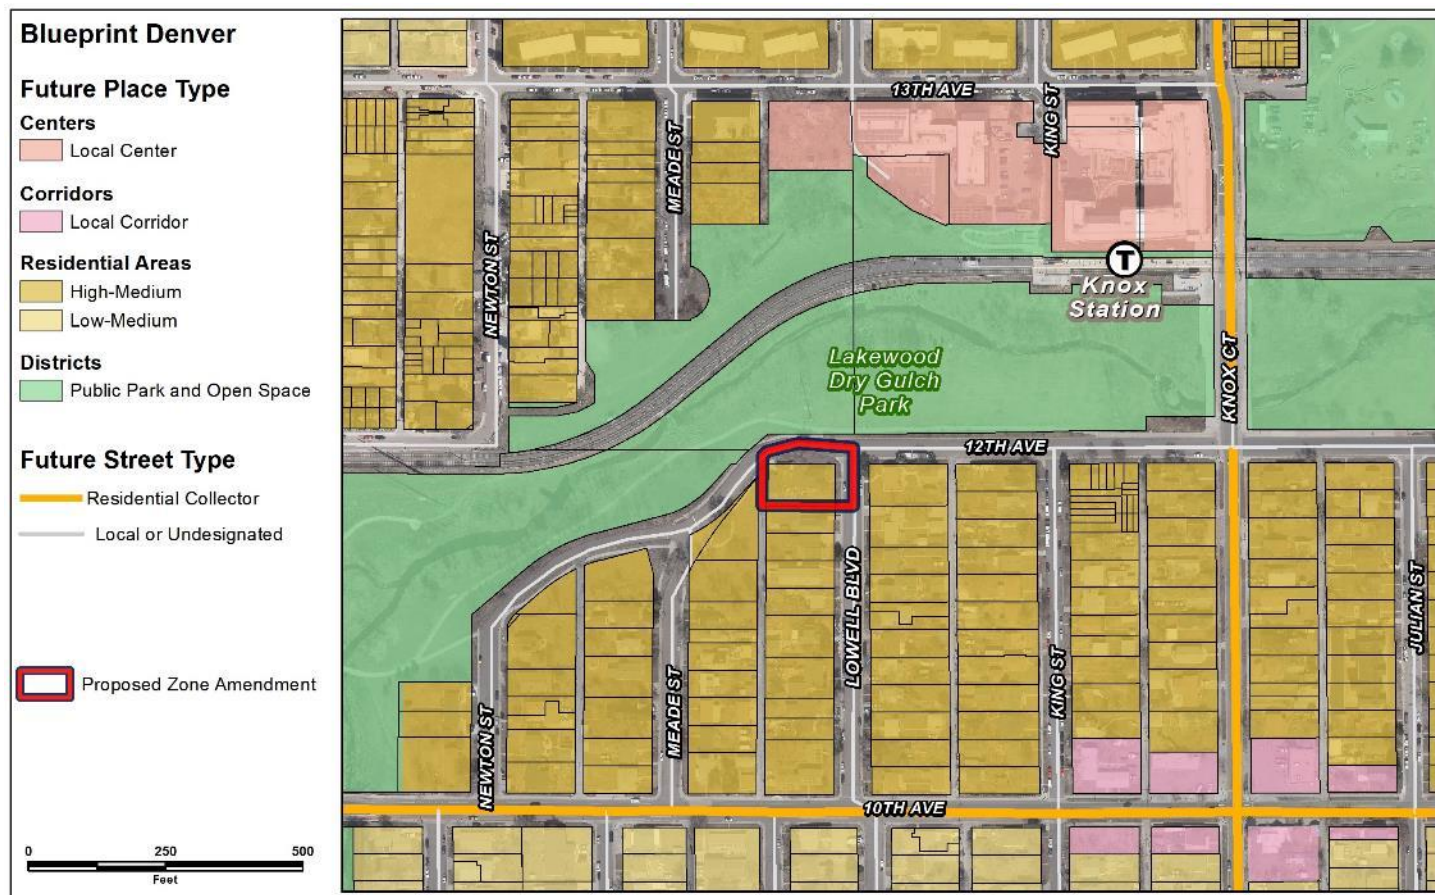 Blueprint Denver
Future Place Type
Centers
Local Center
Corridors
Local Corridor
Residential Areas
High-Medium
Low-Medium
Districts
Public Park and Open Space
Future Street Type
Residential Collector
Local or Undesignated
Proposed Zone Amendment
0 250 500
Feet
13TH AVE
MEADE ST
KING ST
NEWTON ST
T
Knox
Station
KNOX CT
Lakewood
Dry Gulch
Park
12TH AVE
LOWELL BLVD
JULIAN ST
KING ST
MEADE ST
NEWTON ST
10TH AVE